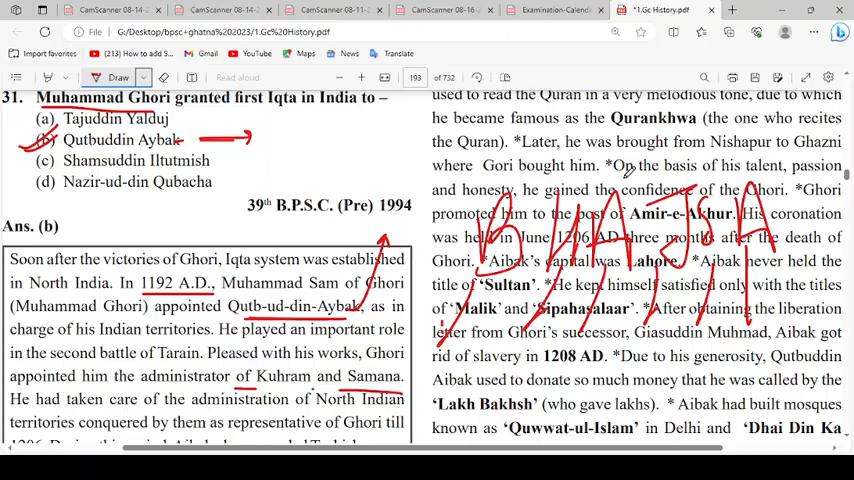 CamScanner 08-14-2
CamScanner 08-14-2
CamScanner 08-11-2
CamScanner 08-16-2
Examination-Calend
*1.Gc History.pdf
File
G:/Desktop/bpsc+ghatna%202023/1.Gc%20History.pdf
Import favorites
(213) How to add S...
Gmail
YouTube
Maps
News
Translate
Draw
Read aloud
193
of 732
31. Muhammad Ghori granted first Iqta in India to –
(a) Tajuddin Yalduj
(b) Qutbuddin Aybak
(c) Shamsuddin Iltutmish
(d) Nazir-ud-din Qubacha
39th B.P.S.C. (Pre) 1994
Ans. (b)
Soon after the victories of Ghori, Iqta system was established
in North India. In 1192 A.D., Muhammad Sam of Ghori
(Muhammad Ghori) appointed Qutb-ud-din-Aybak, as in
charge of his Indian territories. He played an important role
in the second battle of Tarain. Pleased with his works, Ghori
appointed him the administrator of Kuhram and Samana.
He had taken care of the administration of North Indian
territories conquered by them as representative of Ghori till
used to read the Quran in a very melodious tone, due to which
he became famous as the Qurankhwa (the one who recites
the Quran). *Later, he was brought from Nishapur to Ghazni
where Gori bought him. *On the basis of his talent, passion
and honesty, he gained the confidence of the Ghori. *Ghori
promoted him to the post of Amir-e-Akhur. His coronation
was held in June 1206 AD three months after the death of
Ghori. *Aibak's capital was Lahore. *Aibak never held the
title of 'Sultan'. *He kept himself satisfied only with the titles
of 'Malik' and 'Sipahasalaar'. *After obtaining the liberation
letter from Ghori's successor, Giasuddin Muhmad, Aibak got
rid of slavery in 1208 AD. *Due to his generosity, Qutbuddin
Aibak used to donate so much money that he was called by the
'Lakh Bakhsh' (who gave lakhs). * Aibak had built mosques
known as 'Quwwat-ul-Islam' in Delhi and 'Dhai Din Ka